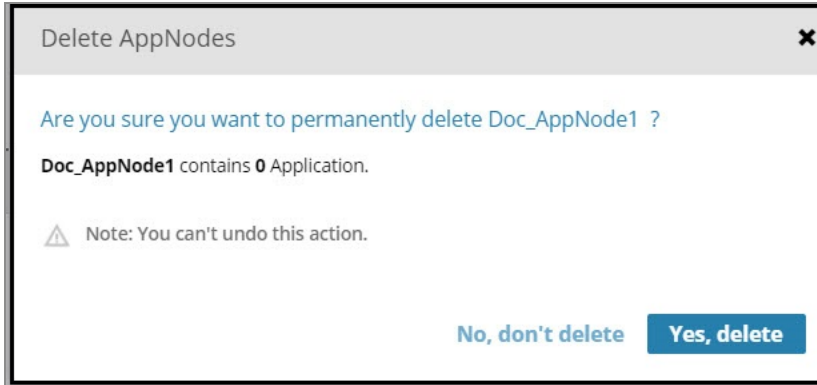 Delete AppNodes
Are you sure you want to permanently delete Doc_AppNode1 ?
Doc_AppNode1 contains 0 Application.
Note: You can't undo this action.
No, don't delete Yes, delete